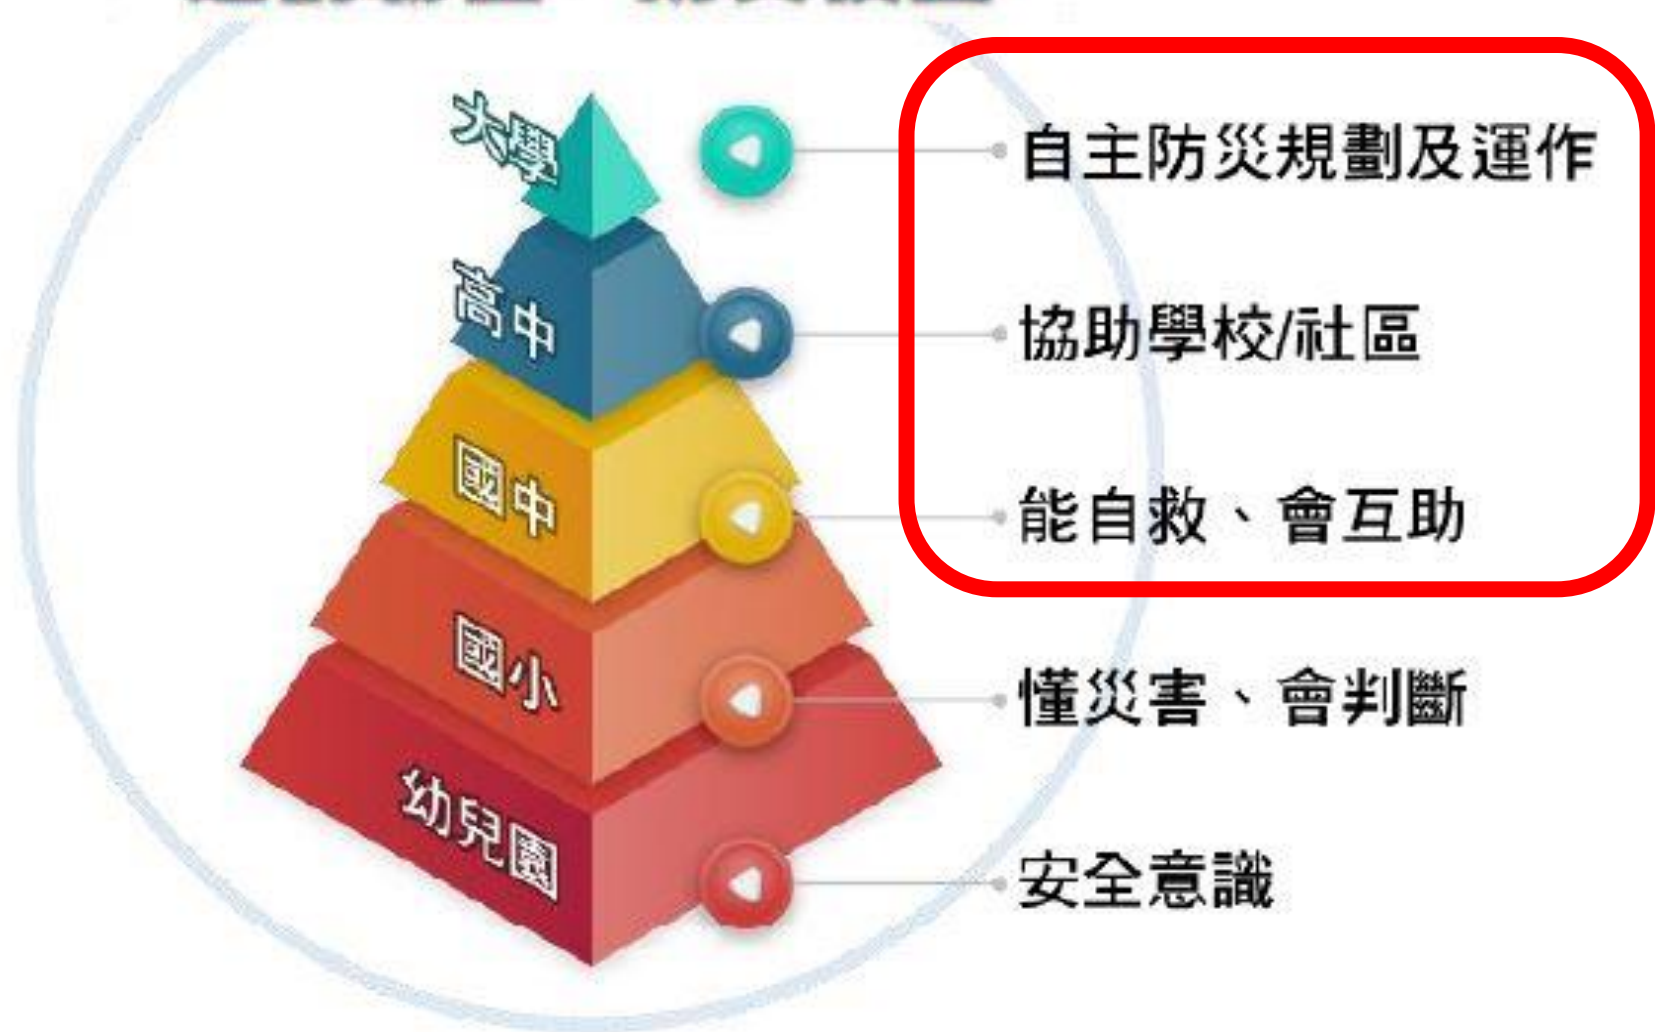 大學
自主防災規劃及運作
高中
協助學校/社區
國中
能自救、會互助
國小
懂災害、會判斷
幼兒園
安全意識